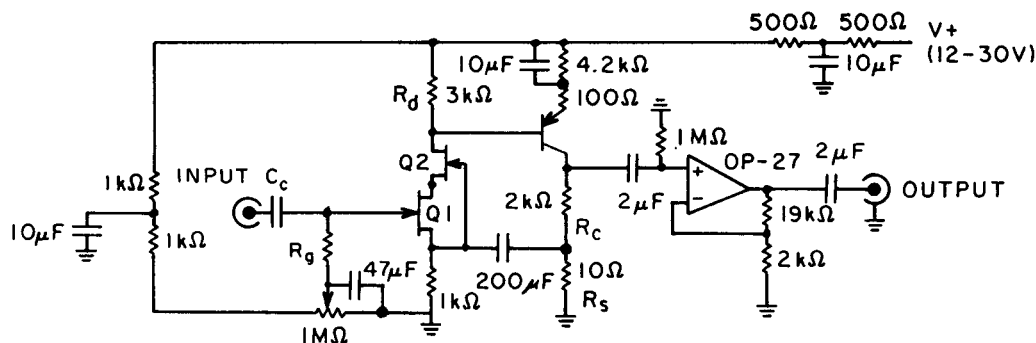 500Ω 500Ω V+
(12-30V)
10μF 4.2kΩ 10μF
Rd 3kΩ 100Ω
1MΩ
Q2 OP-27 2μF
1kΩ INPUT Cc + OUTPUT
Q1 2kΩ 2μF − 19kΩ
10μF Rc
1kΩ Rg 47μF 2kΩ
200μF 10Ω
1kΩ Rs
1MΩ